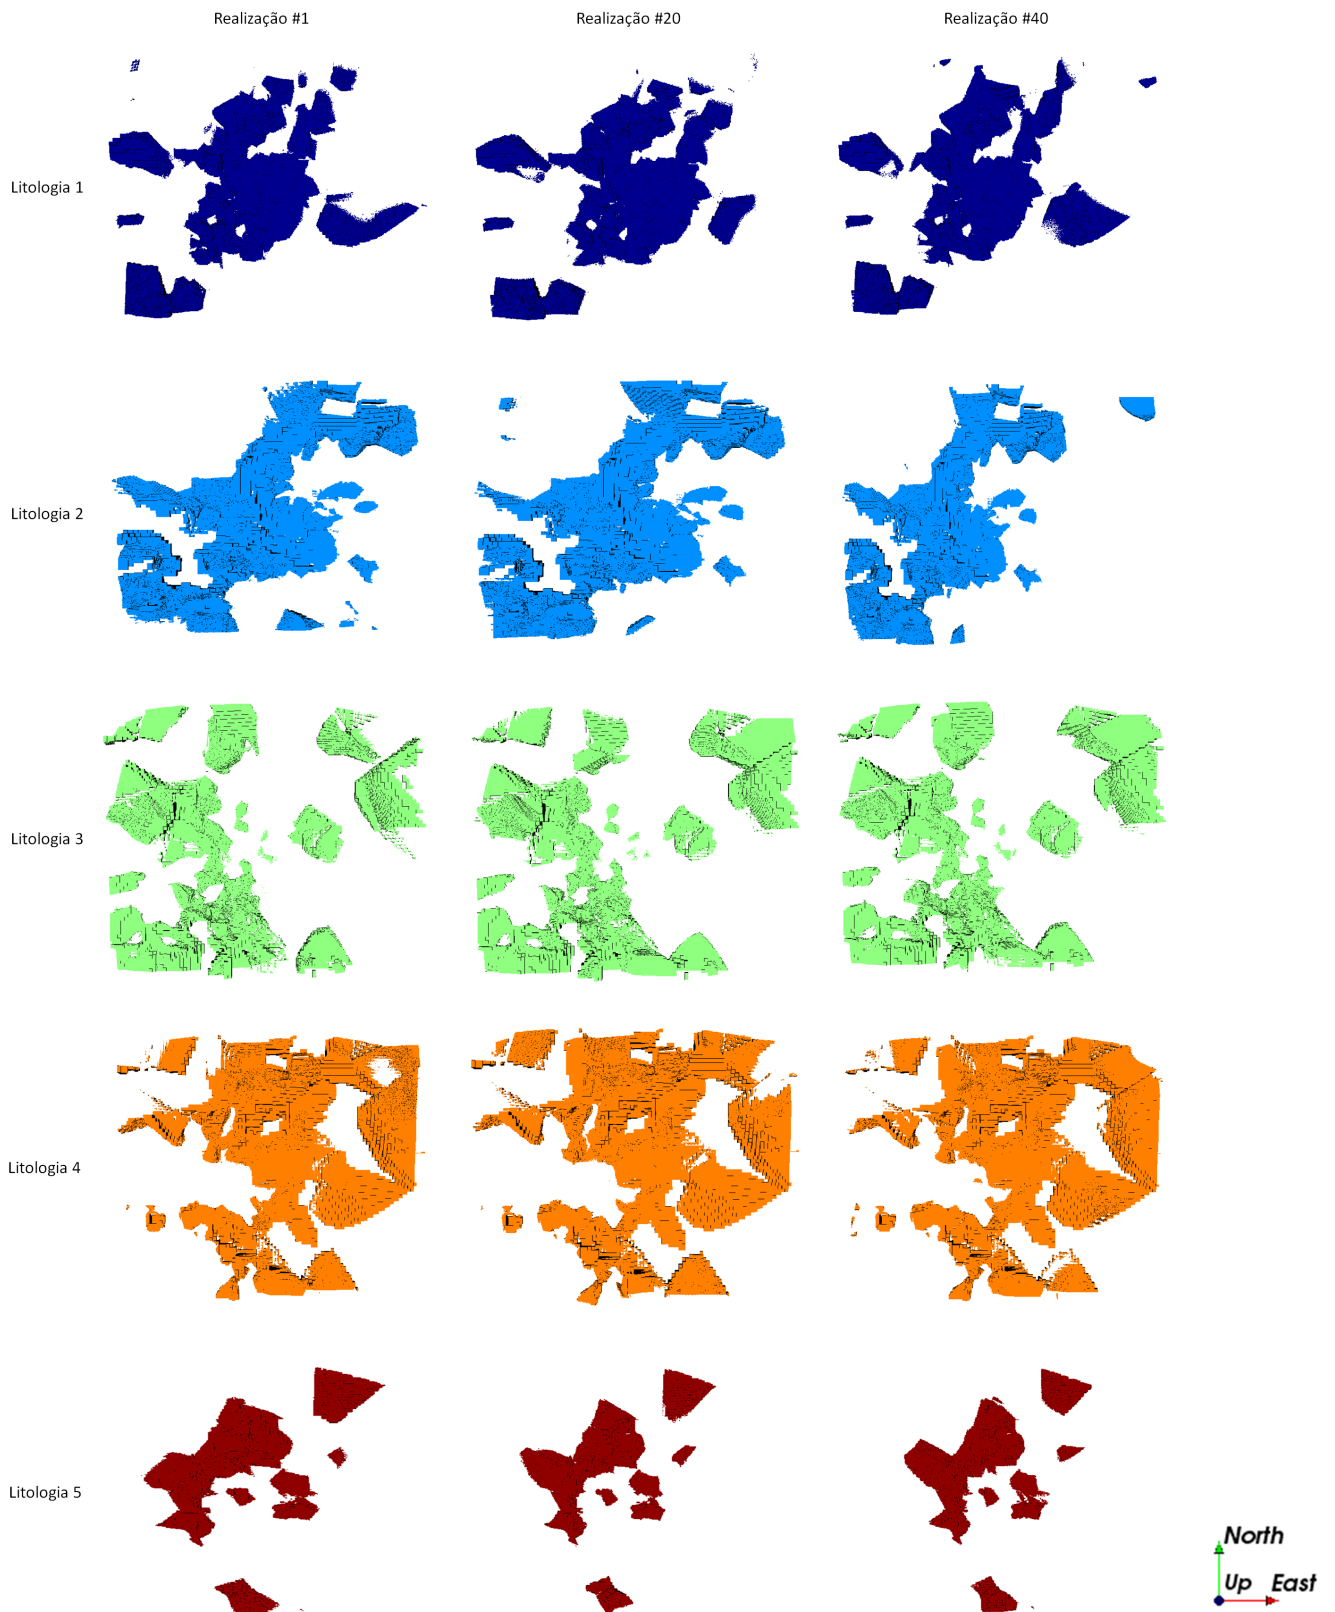 Realização #1
Realização #20
Realização #40
Litologia 1
Litologia 2
Litologia 3
Litologia 4
Litologia 5
North
Up East